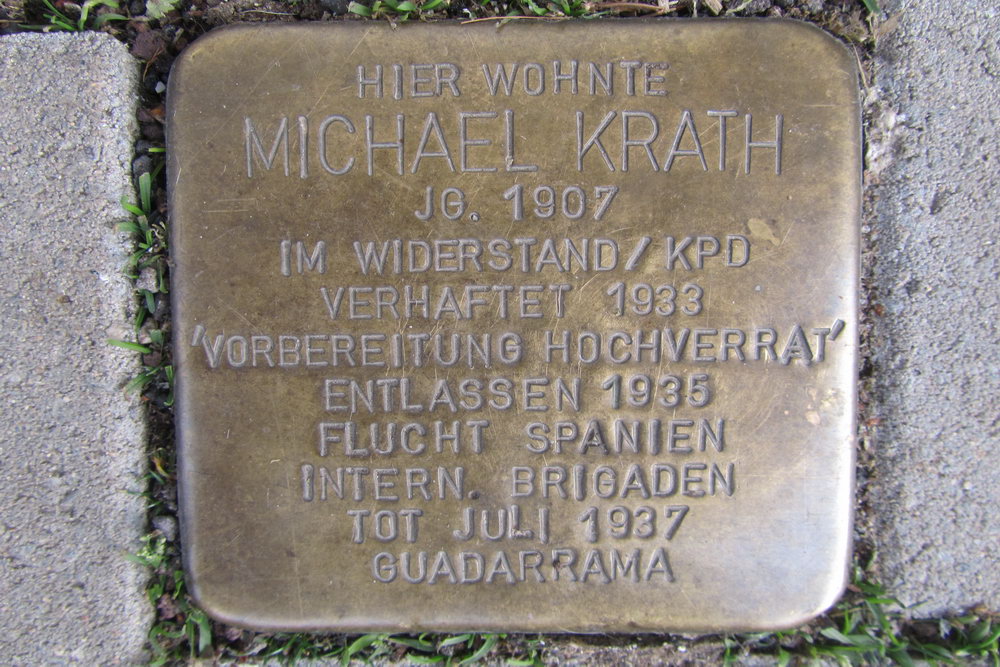 HIER WOHNTE
MICHAEL KRATH
JG. 1907
IM WIDERSTAND/KPD
VERHAFTET 1933
'VORBEREITUNG HOCHVERRAT'
ENTLASSEN 1935
FLUCHT SPANIEN
INTERN. BRIGADEN
TOT JULI 1937
GUADARRAMA